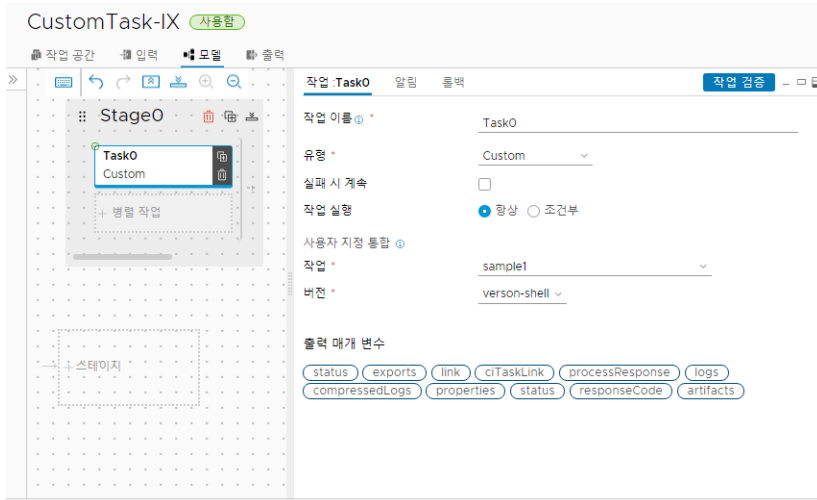 CustomTask-IX 사용함
작업 공간 입력 모델 출력
작업 :Task0 알림 롤백 작업 검증
Stage0
Task0
Custom
+ 병렬 작업
+ 스테이지
작업 이름 *
Task0
유형 *
Custom
실패 시 계속
작업 실행
항상 조건부
사용자 지정 통합
작업 *
sample1
버전 *
verson-shell
출력 매개 변수
status exports link ciTaskLink processResponse logs
compressedLogs properties status responseCode artifacts